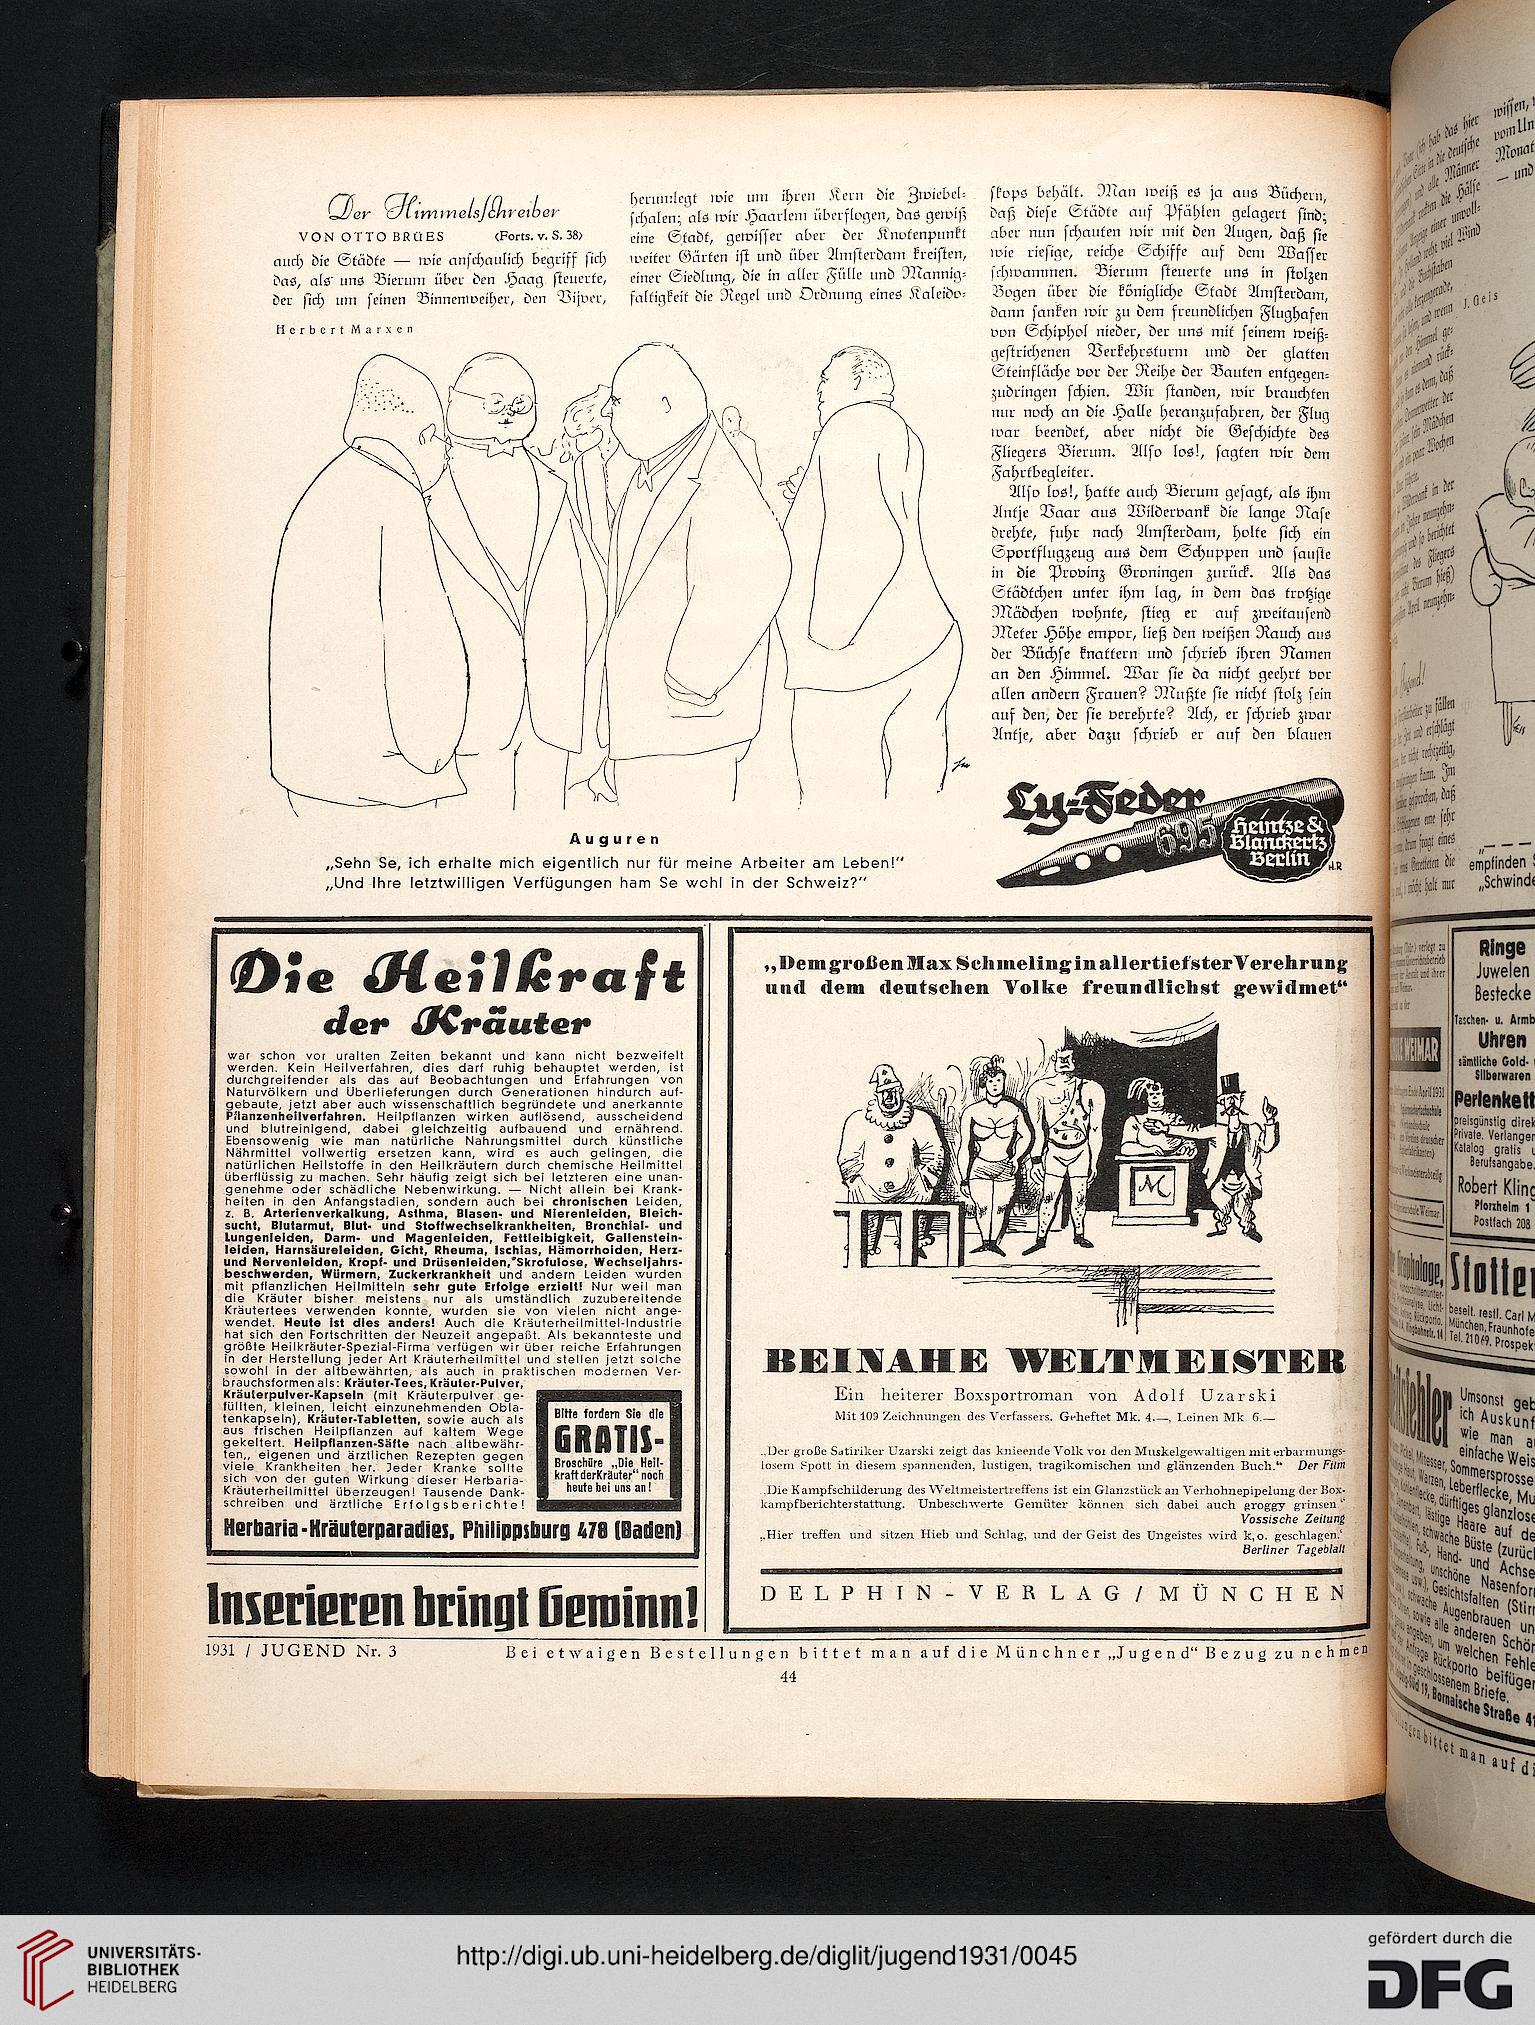 Der Himmelsschreiber
VON OTTO BRÜES (Forts. v. S. 38)
auch die Städte — wie anschaulich begriff sich
das, als uns Bierum über den Haag steuerte,
der sich um seinen Binnenweiher, den Vijver,
herumlegt wie um ihren Kern die Zwiebel-
schalen; als wir Haarlem überflogen, das gewiß
eine Stadt, gewisser aber der Knotenpunkt
weiter Gärten ist und über Amsterdam kreisten,
einer Siedlung, die in aller Fülle und Mannig-
faltigkeit die Regel und Ordnung eines Kaleido-
skops behält. Man weiß es ja aus Büchern,
daß diese Städte auf Pfählen gelagert sind;
aber nun schauten wir mit den Augen, daß sie
wie riesige, reiche Schiffe auf dem Wasser
schwammen. Bierum steuerte uns in stolzen
Bogen über die königliche Stadt Amsterdam,
dann sanken wir zu dem freundlichen Flughafen
von Schiphol nieder, der uns mit seinem weiß-
gestrichenen Verkehrsturm und der glatten
Steinfläche vor der Reihe der Bauten entgegen-
zudringen schien. Wir standen, wir brauchten
nur noch an die Halle heranzufahren, der Flug
war beendet, aber nicht die Geschichte des
Fliegers Bierum. Also los!, sagten wir dem
Fahrtbegleiter.
Also los!, hatte auch Bierum gesagt, als ihm
Antje Vaar aus Wildervank die lange Nase
drehte, fuhr nach Amsterdam, holte sich ein
Sportflugzeug aus dem Schuppen und sauste
in die Provinz Groningen zurück. Als das
Städtchen unter ihm lag, in dem das trotzige
Mädchen wohnte, stieg er auf zweitausend
Meter Höhe empor, ließ den weißen Rauch aus
der Büchse knattern und schrieb ihren Namen
an den Himmel. War sie da nicht geehrt vor
allen andern Frauen? Mußte sie nicht stolz sein
auf den, der sie verehrte? Ach, er schrieb zwar
Antje, aber dazu schrieb er auf den blauen
Herbert Marxen
Auguren
„Sehn Se, ich erhalte mich eigentlich nur für meine Arbeiter am Leben!“
„Und Ihre letztwilligen Verfügungen ham Se wohl in der Schweiz?“
Ly-Feder
695
Heintze &
Blanckertz
Berlin
H.R
Die Heilkraft
der Kräuter
war schon vor uralten Zeiten bekannt und kann nicht bezweifelt
werden. Kein Heilverfahren, dies darf ruhig behauptet werden, ist
durchgreifender als das auf Beobachtungen und Erfahrungen von
Naturvölkern und Überlieferungen durch Generationen hindurch auf-
gebaute, jetzt aber auch wissenschaftlich begründete und anerkannte
Pflanzenheilverfahren. Heilpflanzen wirken auflösend, ausscheidend
und blutreinigend, dabei gleichzeitig aufbauend und ernährend.
Ebensowenig wie man natürliche Nahrungsmittel durch künstliche
Nährmittel vollwertig ersetzen kann, wird es auch gelingen, die
natürlichen Heilstoffe in den Heilkräutern durch chemische Heilmittel
überflüssig zu machen. Sehr häufig zeigt sich bei letzteren eine unan-
genehme oder schädliche Nebenwirkung. — Nicht allein bei Krank-
heiten in den Anfangstadien, sondern auch bei chronischen Leiden,
z. B. Arterienverkalkung, Asthma, Blasen- und Nierenleiden, Bleich-
sucht, Blutarmut, Blut- und Stoffwechselkrankheiten, Bronchial- und
Lungenleiden, Darm- und Magenleiden, Fettleibigkeit, Gallenstein-
leiden, Harnsäureleiden, Gicht, Rheuma, Ischias, Hämorrhoiden, Herz-
und Nervenleiden, Kropf- und Drüsenleiden, Skrofulose, Wechseljahrs-
beschwerden, Würmern, Zuckerkrankheit und andern Leiden wurden
mit pflanzlichen Heilmitteln sehr gute Erfolge erzielt! Nur weil man
die Kräuter bisher meistens nur als umständlich zuzubereitende
Kräutertees verwenden konnte, wurden sie von vielen nicht ange-
wendet. Heute ist dies anders! Auch die Kräuterheilmittel-Industrie
hat sich den Fortschritten der Neuzeit angepaßt. Als bekannteste und
größte Heilkräuter-Spezial-Firma verfügen wir über reiche Erfahrungen
in der Herstellung jeder Art Kräuterheilmittel und stellen jetzt solche
sowohl in der altbewährten, als auch in praktischen modernen Ver-
brauchsformen als: Kräuter-Tees, Kräuter-Pulver,
Kräuterpulver-Kapseln (mit Kräuterpulver ge-
füllten, kleinen, leicht einzunehmenden Obla-
tenkapseln), Kräuter-Tabletten, sowie auch als
aus frischen Heilpflanzen auf kaltem Wege
gekeltert. Heilpflanzen-Säfte nach altbewähr-
ten,, eigenen und ärztlichen Rezepten gegen
viele Krankheiten her. Jeder Kranke sollte
sich von der guten Wirkung dieser Herbaria-
Kräuterheilmittel überzeugen! Tausende Dank-
schreiben und ärztliche Erfolgsberichte!
Bitte fordern Sie die
GRATIS-
Broschüre „Die Heil-
kraft der Kräuter“ noch
heute bei uns an!
Herbaria-Kräuterparadies, Philippsburg 478 (Baden)
Inserieren bringt Gewinn!
„Dem großen Max Schmeling in allertiefster Verehrung
und dem deutschen Volke freundlichst gewidmet“
M
BEINAHE WELTMEISTER
Ein heiterer Boxsportroman von Adolf Uzarski
Mit 109 Zeichnungen des Verfassers. Geheftet Mk. 4.—, Leinen Mk 6.—
„Der große Satiriker Uzarski zeigt das knieende Volk vor den Muskelgewaltigen mit erbarmungs-
losem Spott in diesem spannenden, lustigen, tragikomischen und glänzenden Buch.“ Der Film
„Die Kampfschilderung des Weltmeistertreffens ist ein Glanzstück an Verhohnepipelung der Box-
kampfberichterstattung. Unbeschwerte Gemüter können sich dabei auch groggy grinsen“
Vossische Zeitung
„Hier treffen und sitzen Hieb und Schlag, und der Geist des Ungeistes wird k.o. geschlagen.“
Berliner Tageblatt
DELPHIN-VERLAG / MÜNCHEN
1931 / JUGEND Nr. 3
Bei etwaigen Bestellungen bittet man auf die Münchner „Jugend“ Bezug zu nehmen
44
J. Geis
empfinden
Ringe
Juwelen
Bestecke
Taschen- u. Armb
Uhren
sämtliche Gold-
Silberwaren
Perlenkett
Private. Verlangen
Katalog gratis
Berufsangabe
Robert Kling
Pforzheim 1
Postfach 208
WEIMAR
UNIVERSITÄTS-
BIBLIOTHEK
HEIDELBERG
http://digi.ub.uni-heidelberg.de/diglit/jugend1931/0045
gefördert durch die
DFG